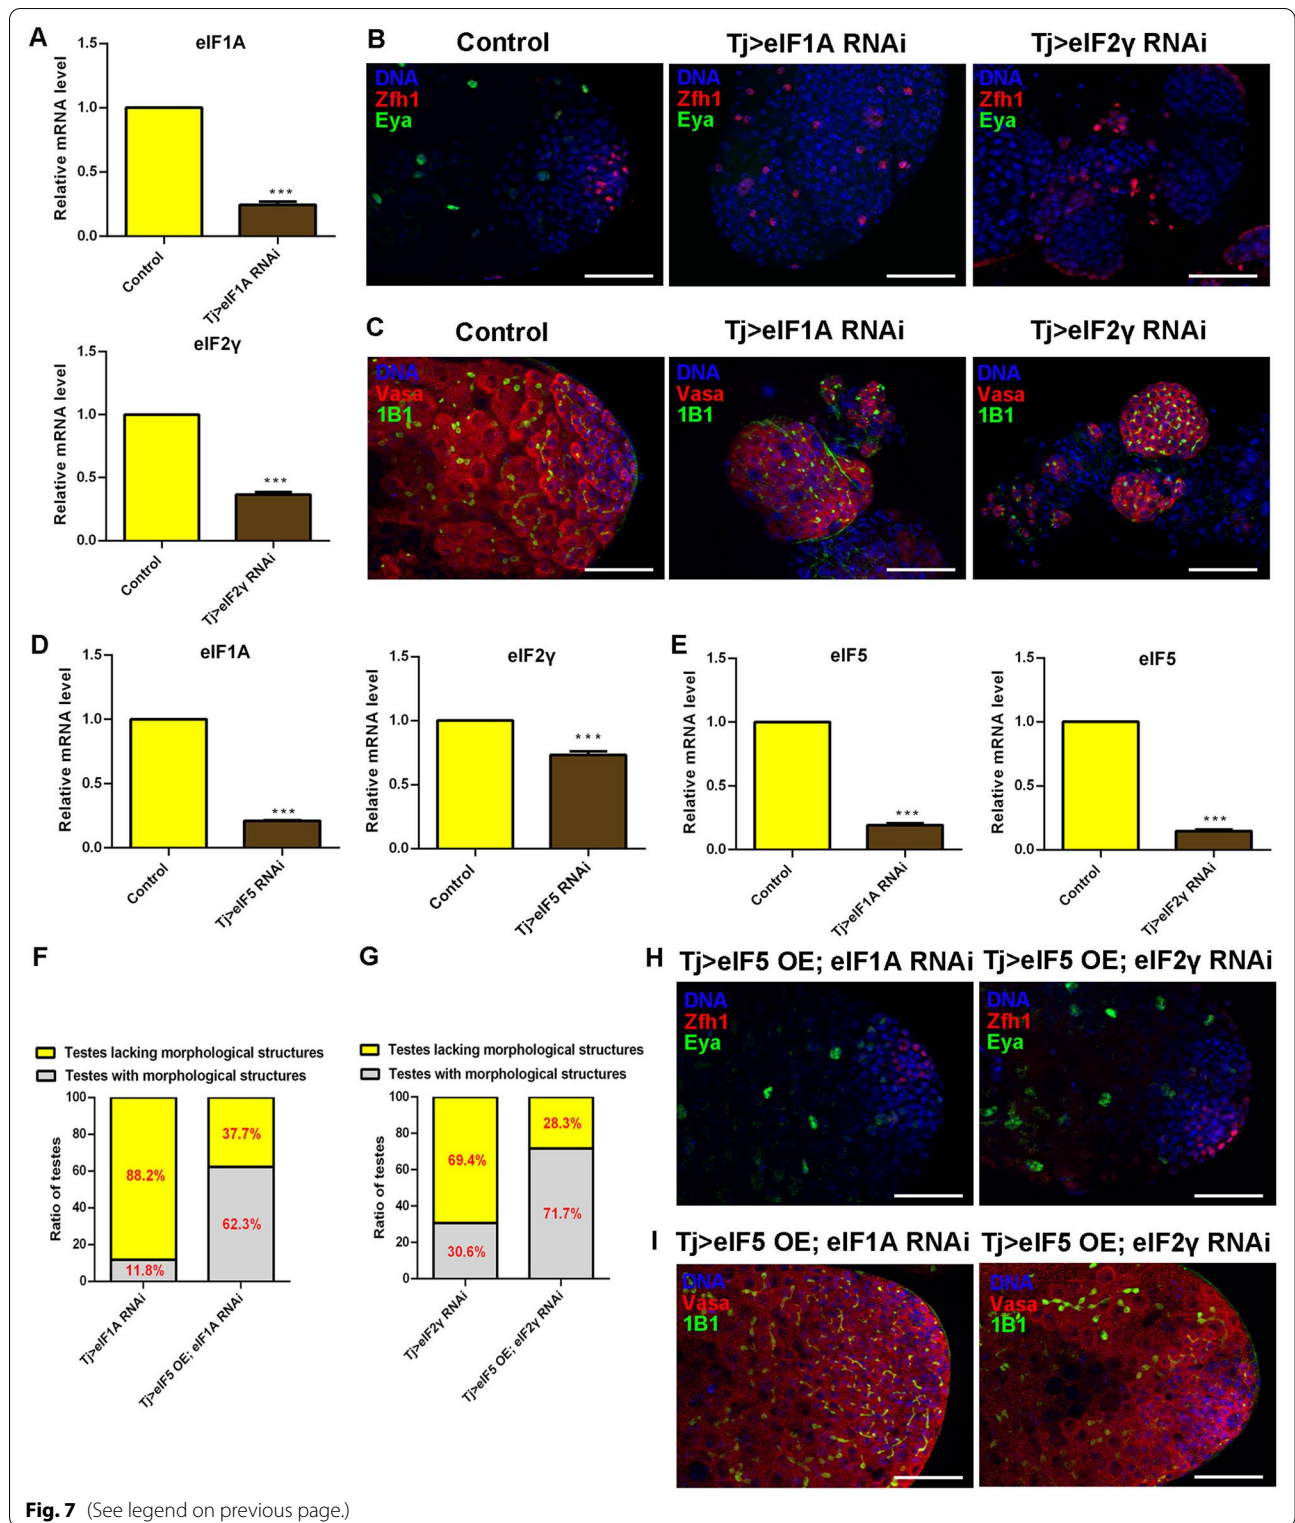 A
eIF1A
Relative mRNA level
1.5
1.0
0.5
0.0
***
Control
Tj>eIF1A RNAi
eIF2γ
Relative mRNA level
1.5
1.0
0.5
0.0
***
Control
Tj>eIF2γ RNAi
B
Control
Tj>eIF1A RNAi
Tj>eIF2γ RNAi
DNA
Zfh1
Eya
DNA
Zfh1
Eya
DNA
Zfh1
Eya
C
Control
Tj>eIF1A RNAi
Tj>eIF2γ RNAi
DNA
Vasa
1B1
DNA
Vasa
1B1
DNA
Vasa
1B1
D
eIF1A
Relative mRNA level
1.5
1.0
0.5
0.0
***
Control
Tj>eIF5 RNAi
eIF2γ
Relative mRNA level
1.5
1.0
0.5
0.0
***
Control
Tj>eIF5 RNAi
E
eIF5
Relative mRNA level
1.5
1.0
0.5
0.0
***
Control
Tj>eIF1A RNAi
eIF5
Relative mRNA level
1.5
1.0
0.5
0.0
***
Control
Tj>eIF2γ RNAi
F
Testes lacking morphological structures
Testes with morphological structures
Ratio of testes
100
80
60
40
20
0
88.2%
11.8%
37.7%
62.3%
Tj>eIF1A RNAi
Tj>eIF5 OE; eIF1A RNAi
G
Testes lacking morphological structures
Testes with morphological structures
Ratio of testes
100
80
60
40
20
0
69.4%
30.6%
28.3%
71.7%
Tj>eIF2γ RNAi
Tj>eIF5 OE; eIF2γ RNAi
H
Tj>eIF5 OE; eIF1A RNAi
Tj>eIF5 OE; eIF2γ RNAi
DNA
Zfh1
Eya
DNA
Zfh1
Eya
I
Tj>eIF5 OE; eIF1A RNAi
Tj>eIF5 OE; eIF2γ RNAi
DNA
Vasa
1B1
DNA
Vasa
1B1
Fig. 7 (See legend on previous page.)